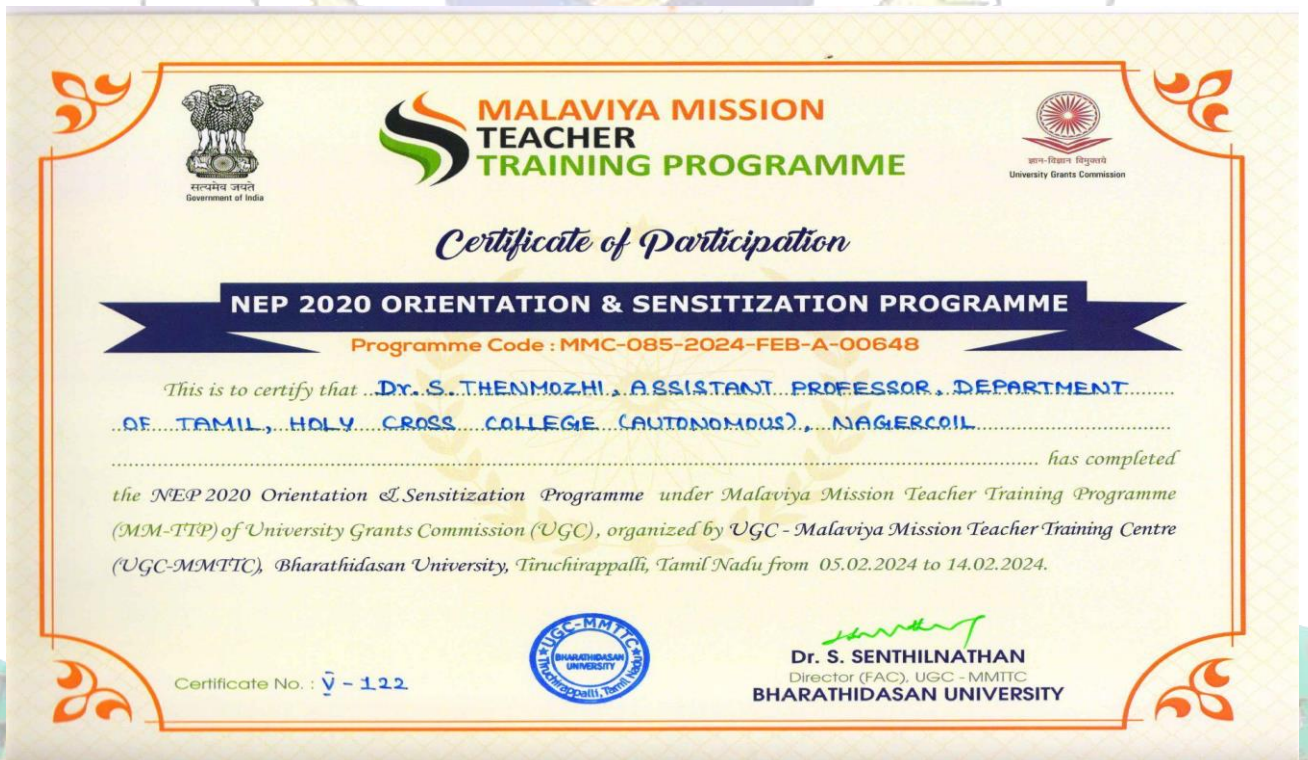 सत्यमेव जयते
Government of India
MALAVIYA MISSION
TEACHER
TRAINING PROGRAMME
ज्ञान-विज्ञान विमुक्तये
University Grants Commission
Certificate of Participation
NEP 2020 ORIENTATION & SENSITIZATION PROGRAMME
Programme Code : MMC-085-2024-FEB-A-00648
This is to certify that Dr. S. THENMOZHI, ASSISTANT PROFESSOR, DEPARTMENT
OF TAMIL, HOLY CROSS COLLEGE (AUTONOMOUS), NAGERCOIL
has completed
the NEP 2020 Orientation & Sensitization Programme under Malaviya Mission Teacher Training Programme
(MM-TTP) of University Grants Commission (UGC), organized by UGC - Malaviya Mission Teacher Training Centre
(UGC-MMTTC), Bharathidasan University, Tiruchirappalli, Tamil Nadu from 05.02.2024 to 14.02.2024.
UGC-MMTTC
BHARATHIDASAN
UNIVERSITY
Tiruchirappalli, Tamil Nadu
Certificate No. : V - 122
Dr. S. SENTHILNATHAN
Director (FAC), UGC - MMTTC
BHARATHIDASAN UNIVERSITY